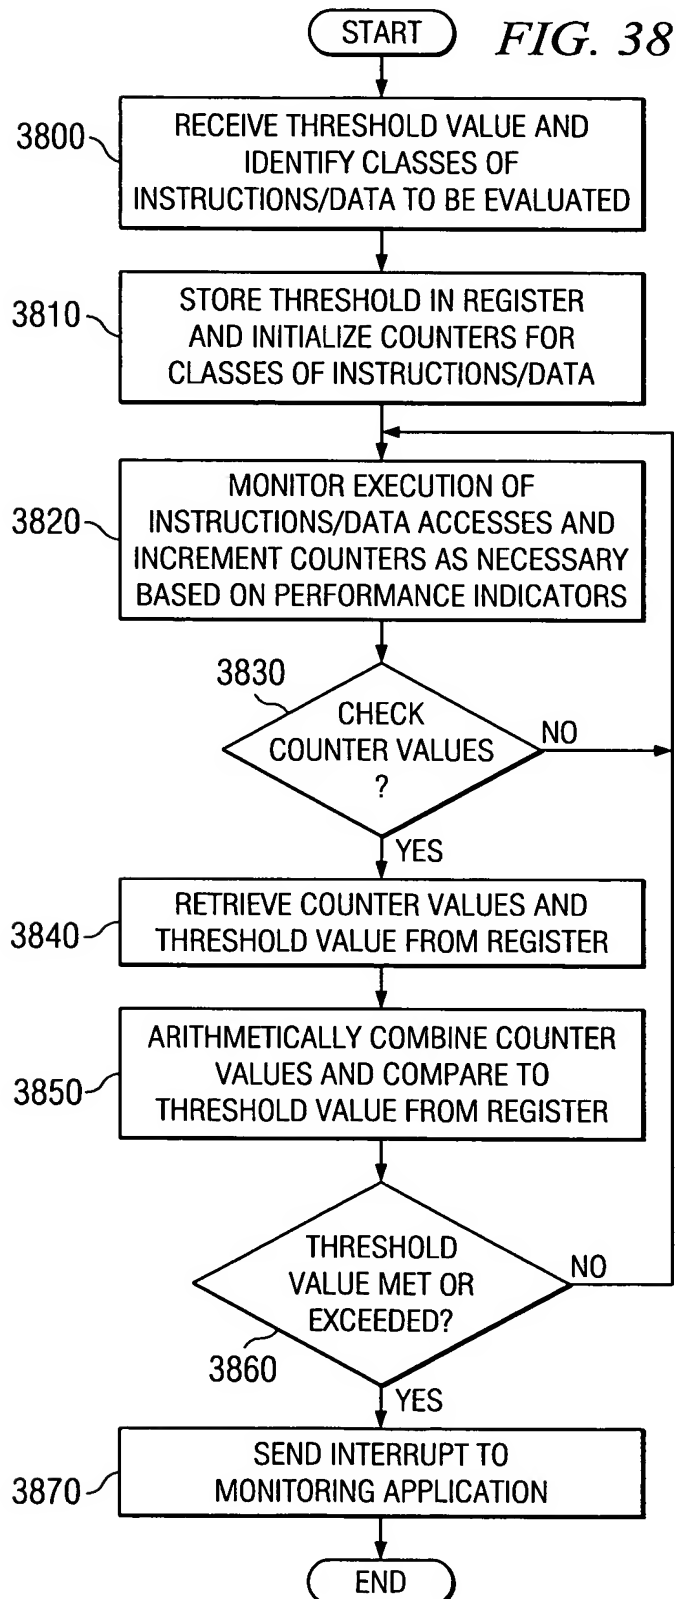 START
FIG. 38
3800
RECEIVE THRESHOLD VALUE AND
IDENTIFY CLASSES OF
INSTRUCTIONS/DATA TO BE EVALUATED
3810
STORE THRESHOLD IN REGISTER
AND INITIALIZE COUNTERS FOR
CLASSES OF INSTRUCTIONS/DATA
3820
MONITOR EXECUTION OF
INSTRUCTIONS/DATA ACCESSES AND
INCREMENT COUNTERS AS NECESSARY
BASED ON PERFORMANCE INDICATORS
3830
CHECK
COUNTER VALUES
?
NO
YES
3840
RETRIEVE COUNTER VALUES AND
THRESHOLD VALUE FROM REGISTER
3850
ARITHMETICALLY COMBINE COUNTER
VALUES AND COMPARE TO
THRESHOLD VALUE FROM REGISTER
THRESHOLD
VALUE MET OR
EXCEEDED?
NO
3860
YES
3870
SEND INTERRUPT TO
MONITORING APPLICATION
END